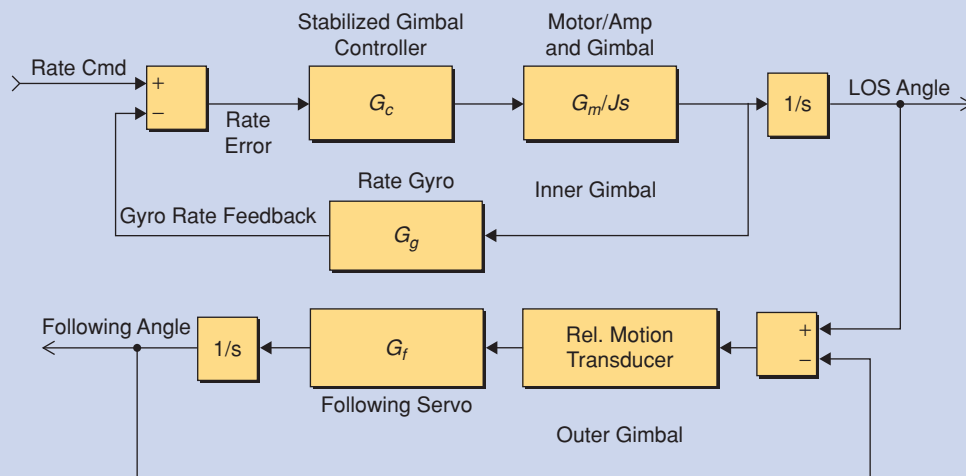 Stabilized Gimbal
Controller
Motor/Amp
and Gimbal
Rate Cmd
+
−
Rate
Error
Gc
Gm/Js
1/s
LOS Angle
Rate Gyro
Inner Gimbal
Gyro Rate Feedback
Gg
Following Angle
1/s
Gf
Following Servo
Rel. Motion
Transducer
+
−
Outer Gimbal